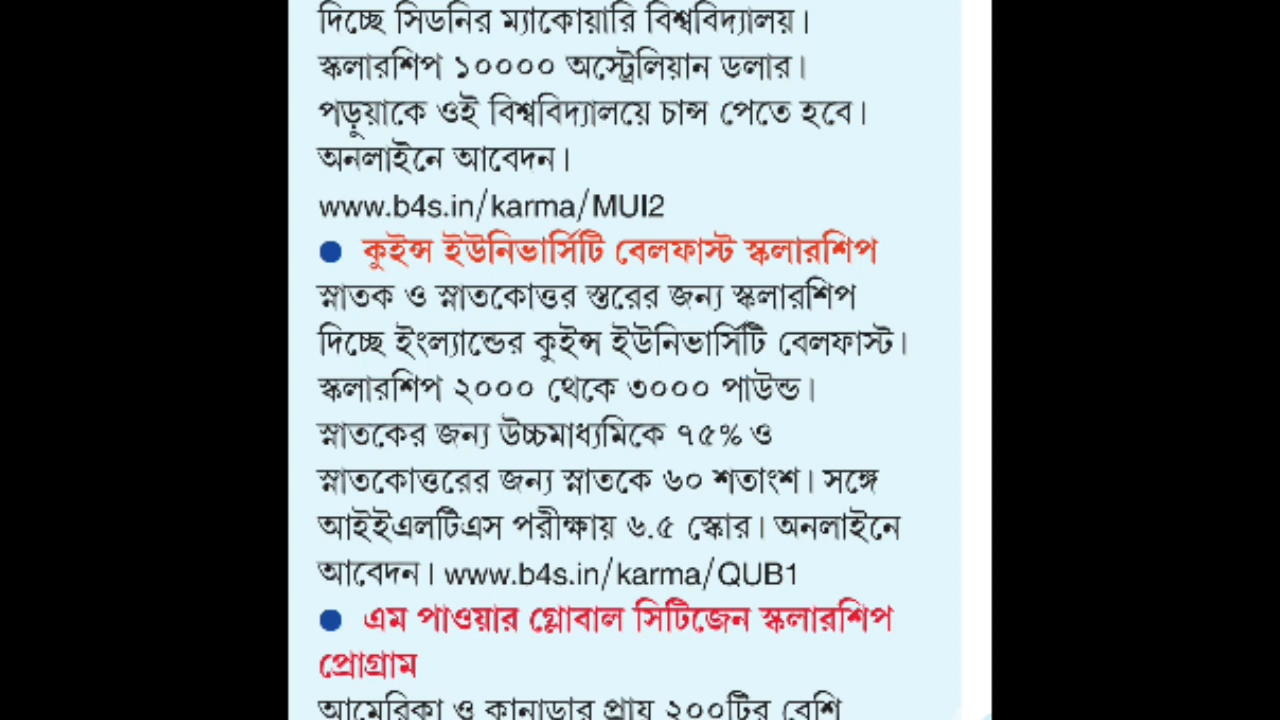 দিচ্ছে সিডনির ম্যাকোয়ারি বিশ্ববিদ্যালয়।
স্কলারশিপ ১০০০০ অস্ট্রেলিয়ান ডলার।
পড়ুয়াকে ওই বিশ্ববিদ্যালয়ে চান্স পেতে হবে।
অনলাইনে আবেদন।
www.b4s.in/karma/MUI2
● কুইন্স ইউনিভার্সিটি বেলফাস্ট স্কলারশিপ
স্নাতক ও স্নাতকোত্তর স্তরের জন্য স্কলারশিপ
দিচ্ছে ইংল্যান্ডের কুইন্স ইউনিভার্সিটি বেলফাস্ট।
স্কলারশিপ ২০০০ থেকে ৩০০০ পাউন্ড।
স্নাতকের জন্য উচ্চমাধ্যমিকে ৭৫% ও
স্নাতকোত্তরের জন্য স্নাতকে ৬০ শতাংশ। সঙ্গে
আইইএলটিএস পরীক্ষায় ৬.৫ স্কোর। অনলাইনে
আবেদন। www.b4s.in/karma/QUB1
● এম পাওয়ার গ্লোবাল সিটিজেন স্কলারশিপ
প্রোগ্রাম
আমেরিকা ও কানাডার প্রায় ২০০টির বেশি